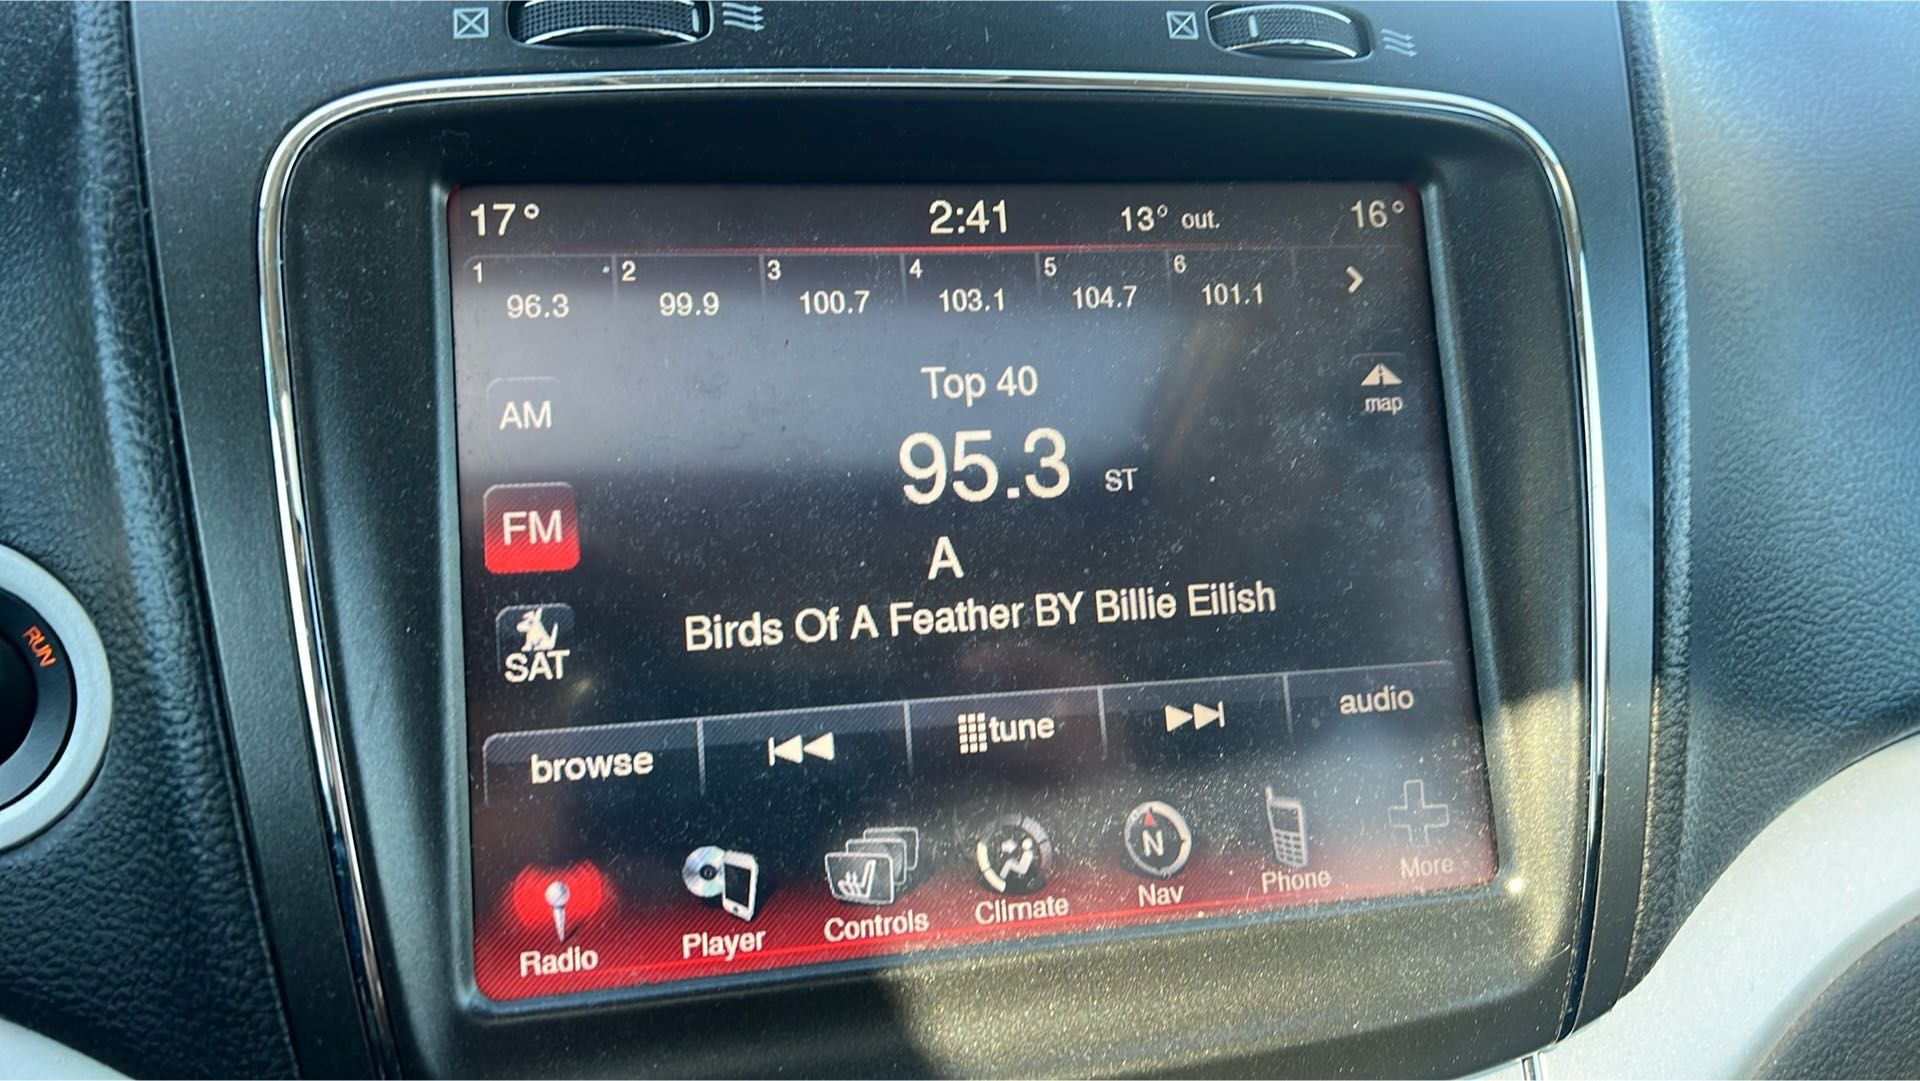 17° 2:41 13° out. 16°
1 2 3 4 5 6
96.3 99.9 100.7 103.1 104.7 101.1
Top 40
map
AM
95.3 ST
FM
A
Birds Of A Feather BY Billie Eilish
SAT
browse tune audio
Radio Player Controls Climate Nav Phone More
N
RUN